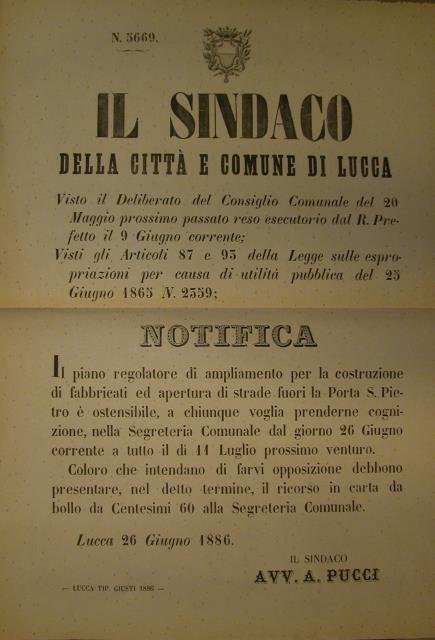 N. 5669.
IL SINDACO
DELLA CITTÀ E COMUNE DI LUCCA
Visto il Deliberato del Consiglio Comunale del 20
Maggio prossimo passato reso esecutorio dal R. Pre-
fetto il 9 Giugno corrente;
Visti gli Articoli 87 e 93 della Legge sulle espro-
priazioni per causa di utilità pubblica del 25
Giugno 1865 N. 2359;
NOTIFICA
Il piano regolatore di ampliamento per la costruzione
di fabbricati ed apertura di strade fuori la Porta S. Pie-
tro è ostensibile, a chiunque voglia prenderne cogni-
zione, nella Segreteria Comunale dal giorno 26 Giugno
corrente a tutto il dì 11 Luglio prossimo venturo.
Coloro che intendano di farvi opposizione debbono
presentare, nel detto termine, il ricorso in carta da
bollo da Centesimi 60 alla Segreteria Comunale.
Lucca 26 Giugno 1886.
IL SINDACO
AVV. A. PUCCI
— LUCCA TIP. GIUSTI 1886 —